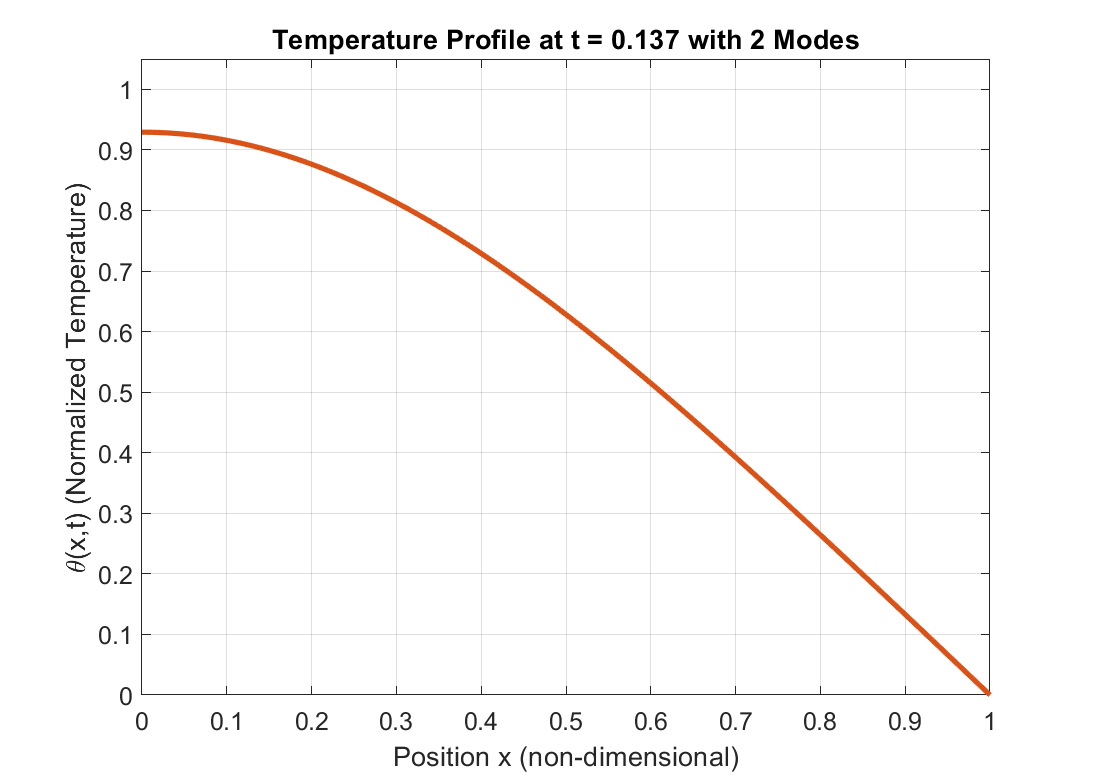 Temperature Profile at t = 0.137 with 2 Modes
θ(x,t) (Normalized Temperature)
1
0.9
0.8
0.7
0.6
0.5
0.4
0.3
0.2
0.1
0
0 0.1 0.2 0.3 0.4 0.5 0.6 0.7 0.8 0.9 1
Position x (non-dimensional)